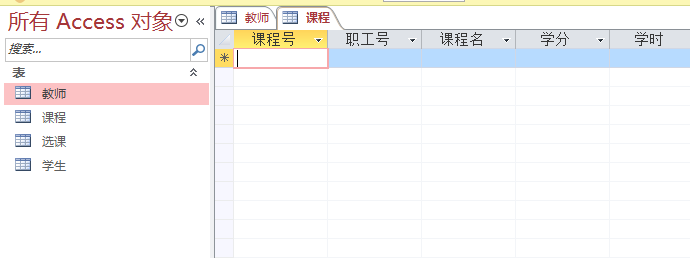 所有 Access 对象
搜索...
表
教师
课程
选课
学生
教师 课程
课程号 职工号 课程名 学分 学时